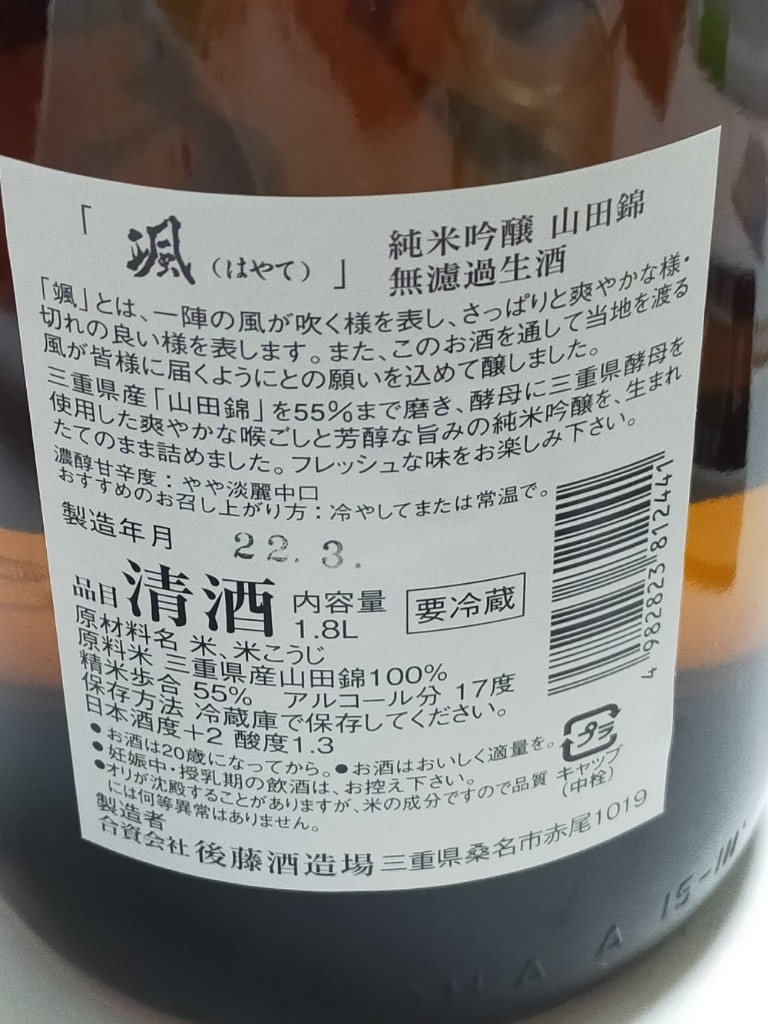 「颯（はやて）」 純米吟醸 山田錦
無濾過生酒
「颯」とは、一陣の風が吹く様を表し、さっぱりと爽やかな様・
切れの良い様を表します。また、このお酒を通して当地を渡る
風が皆様に届くようにとの願いを込めて醸しました。
三重県産「山田錦」を55%まで磨き、酵母に三重県酵母を
使用した爽やかな喉ごしと芳醇な旨みの純米吟醸を、生まれ
たてのまま詰めました。フレッシュな味をお楽しみ下さい。
濃醇甘辛度：やや淡麗中口
おすすめのお召し上がり方：冷やしてまたは常温で。
製造年月 22.3.
品目 清酒 内容量 1.8L 要冷蔵
原材料名 米、米こうじ
原料米 三重県産山田錦100%
精米歩合 55% アルコール分 17度
保存方法 冷蔵庫で保存してください。
日本酒度+2 酸度1.3
●お酒は20歳になってから。●お酒はおいしく適量を。
●妊娠中・授乳期の飲酒は、お控え下さい。
●オリが沈殿することがありますが、米の成分ですので品質
には何等異常はありません。
製造者
合資会社 後藤酒造場 三重県桑名市赤尾1019
4 982823 812441
プラ
キャップ
（中栓）
A A 15-III